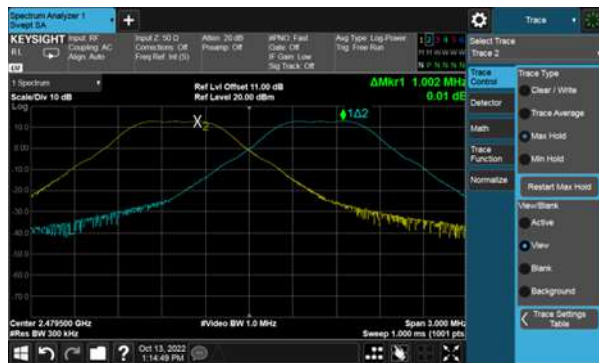 Spectrum Analyzer 1
Swept SA
+
Trace
KEYSIGHT
RL
Input: RF
Coupling: AC
Align: Auto
Input Z: 50 Ω
Corrections: Off
Freq Ref: Int (S)
Atten: 20 dB
Preamp: Off
PNO: Fast
Gate: Off
IF Gain: Low
Sig Track: Off
Avg Type: Log-Power
Trig: Free Run
Select Trace
Trace 2
1 Spectrum
Scale/Div 10 dB
Ref Lvl Offset 11.00 dB
Ref Level 20.00 dBm
ΔMkr1 1.002 MHz
0.01 dB
Log
10.0
0.00
-10.0
-20.0
-30.0
-40.0
-50.0
-60.0
-70.0
X2
1Δ2
Center 2.479500 GHz
#Res BW 300 kHz
#Video BW 1.0 MHz
Span 3.000 MHz
Sweep 1.000 ms (1001 pts)
Trace
Control
Detector
Math
Trace
Function
Normalize
Trace Type
Clear / Write
Trace Average
Max Hold
Min Hold
Restart Max Hold
View/Blank
Active
View
Blank
Background
Trace Settings
Table
?
Oct 13, 2022
1:14:49 PM